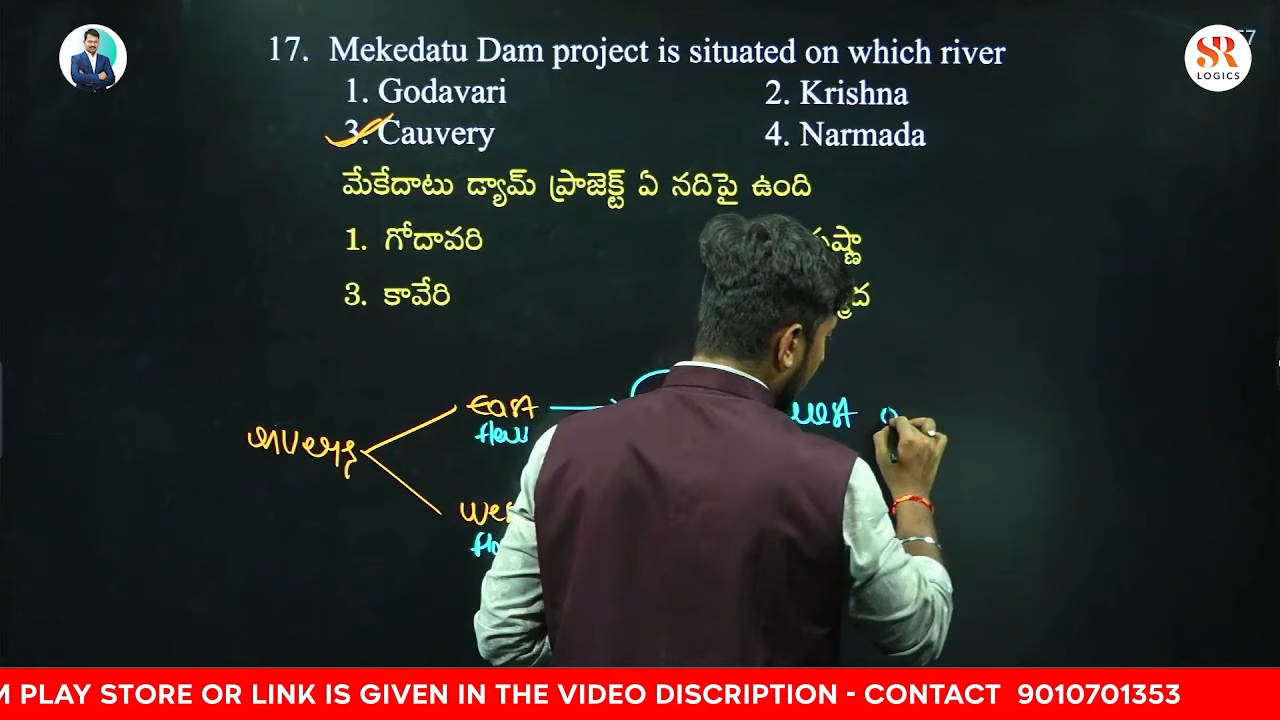 17. Mekedatu Dam project is situated on which river
1. Godavari 2. Krishna
3. Cauvery 4. Narmada
మేకేదాటు డ్యామ్ ప్రాజెక్ట్ ఏ నదిపై ఉంది
1. గోదావరి
3. కావేరి
East
flow
west
SR
LOGICS
PLAY STORE OR LINK IS GIVEN IN THE VIDEO DISCRIPTION - CONTACT 9010701353